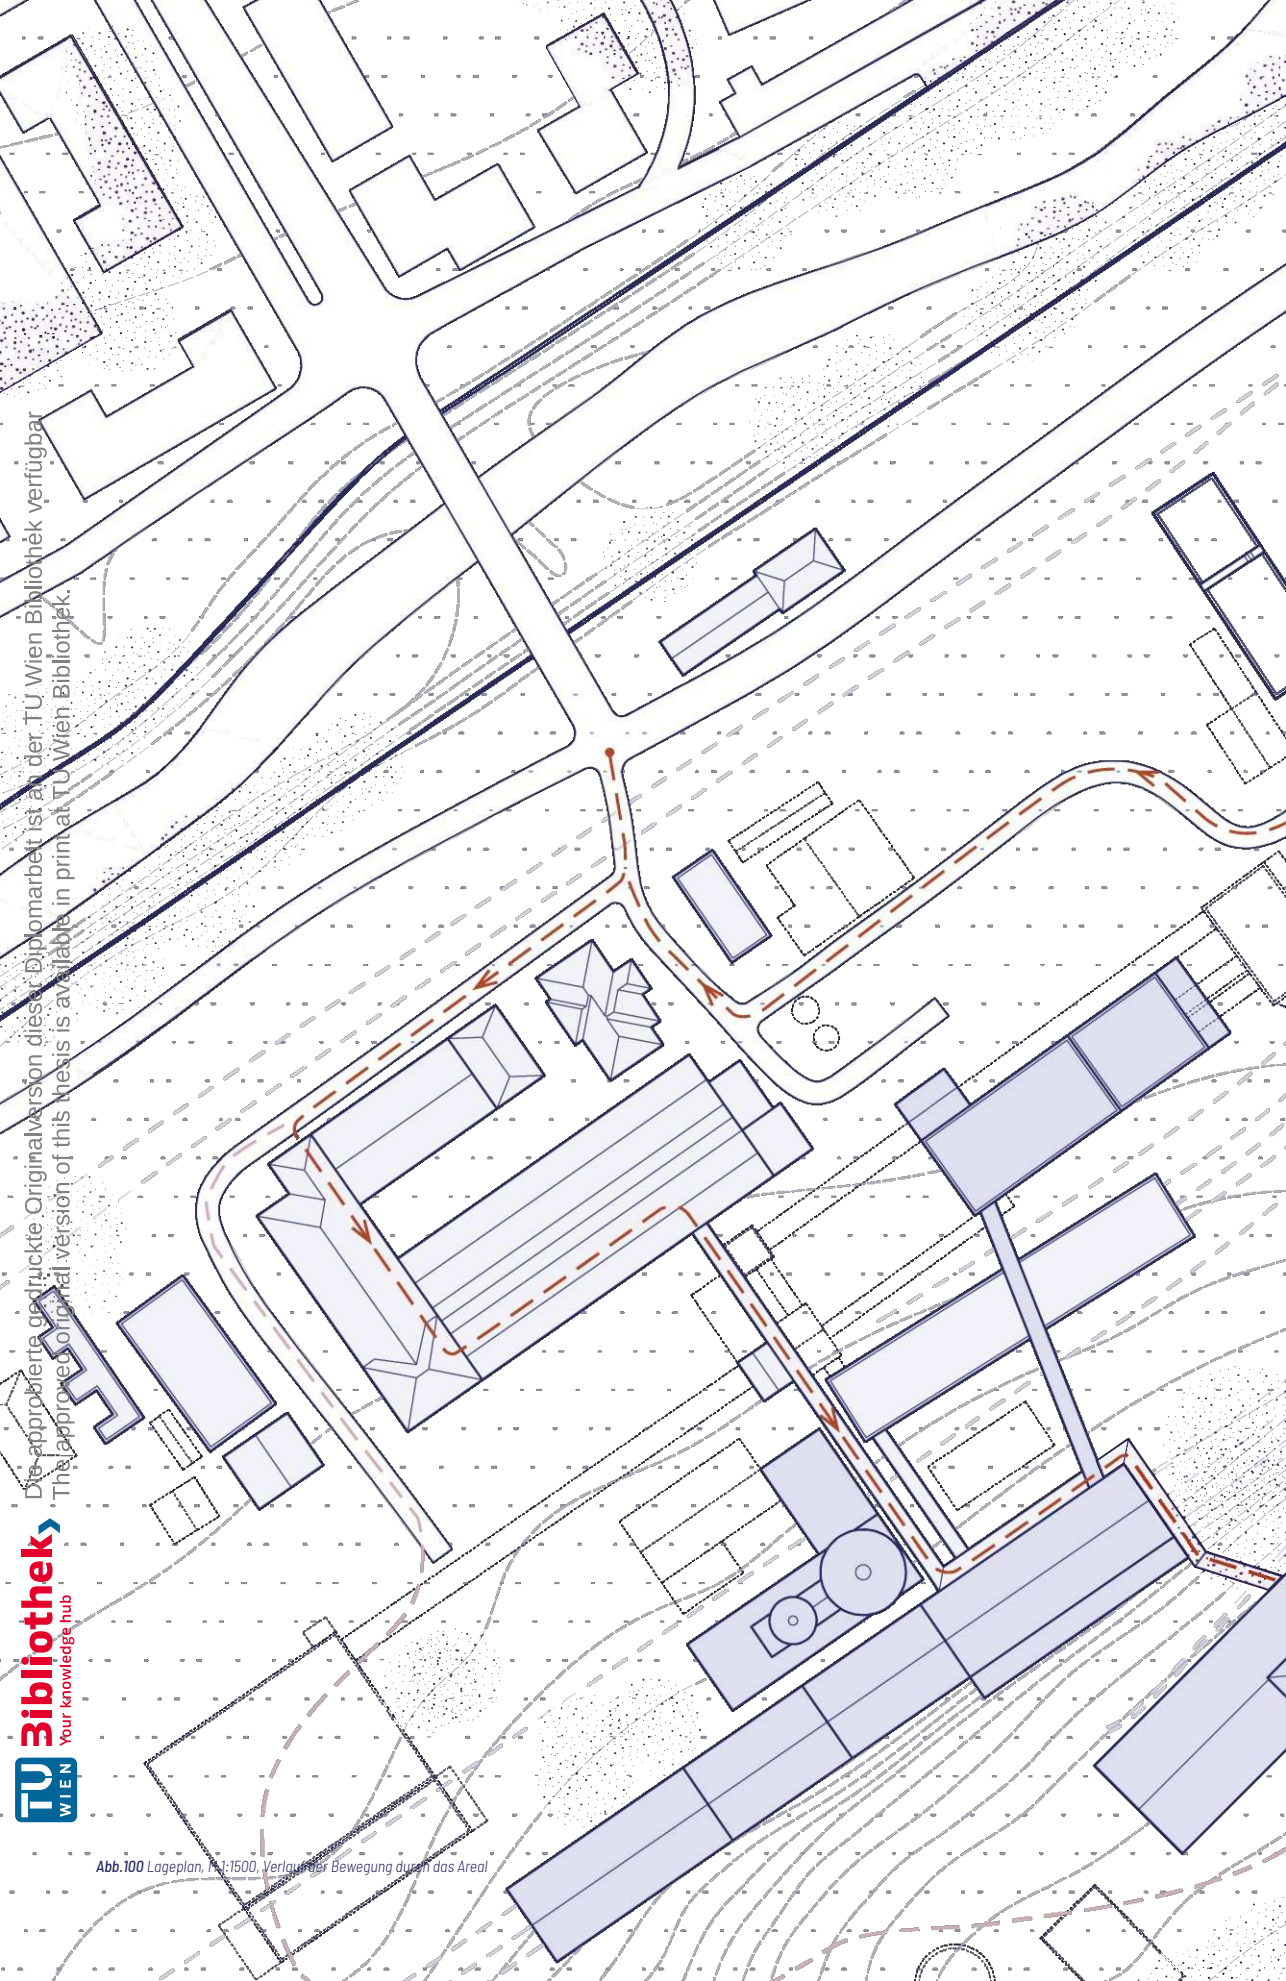 Die approbierte gedruckte Originalversion dieser Diplomarbeit ist an der TU Wien Bibliothek verfügbar
The approved original version of this thesis is available in print at TU Wien Bibliothek.
TU WIEN
Bibliothek
Your knowledge hub
Abb.100 Lageplan, M 1:1500, Verlauf der Bewegung durch das Areal